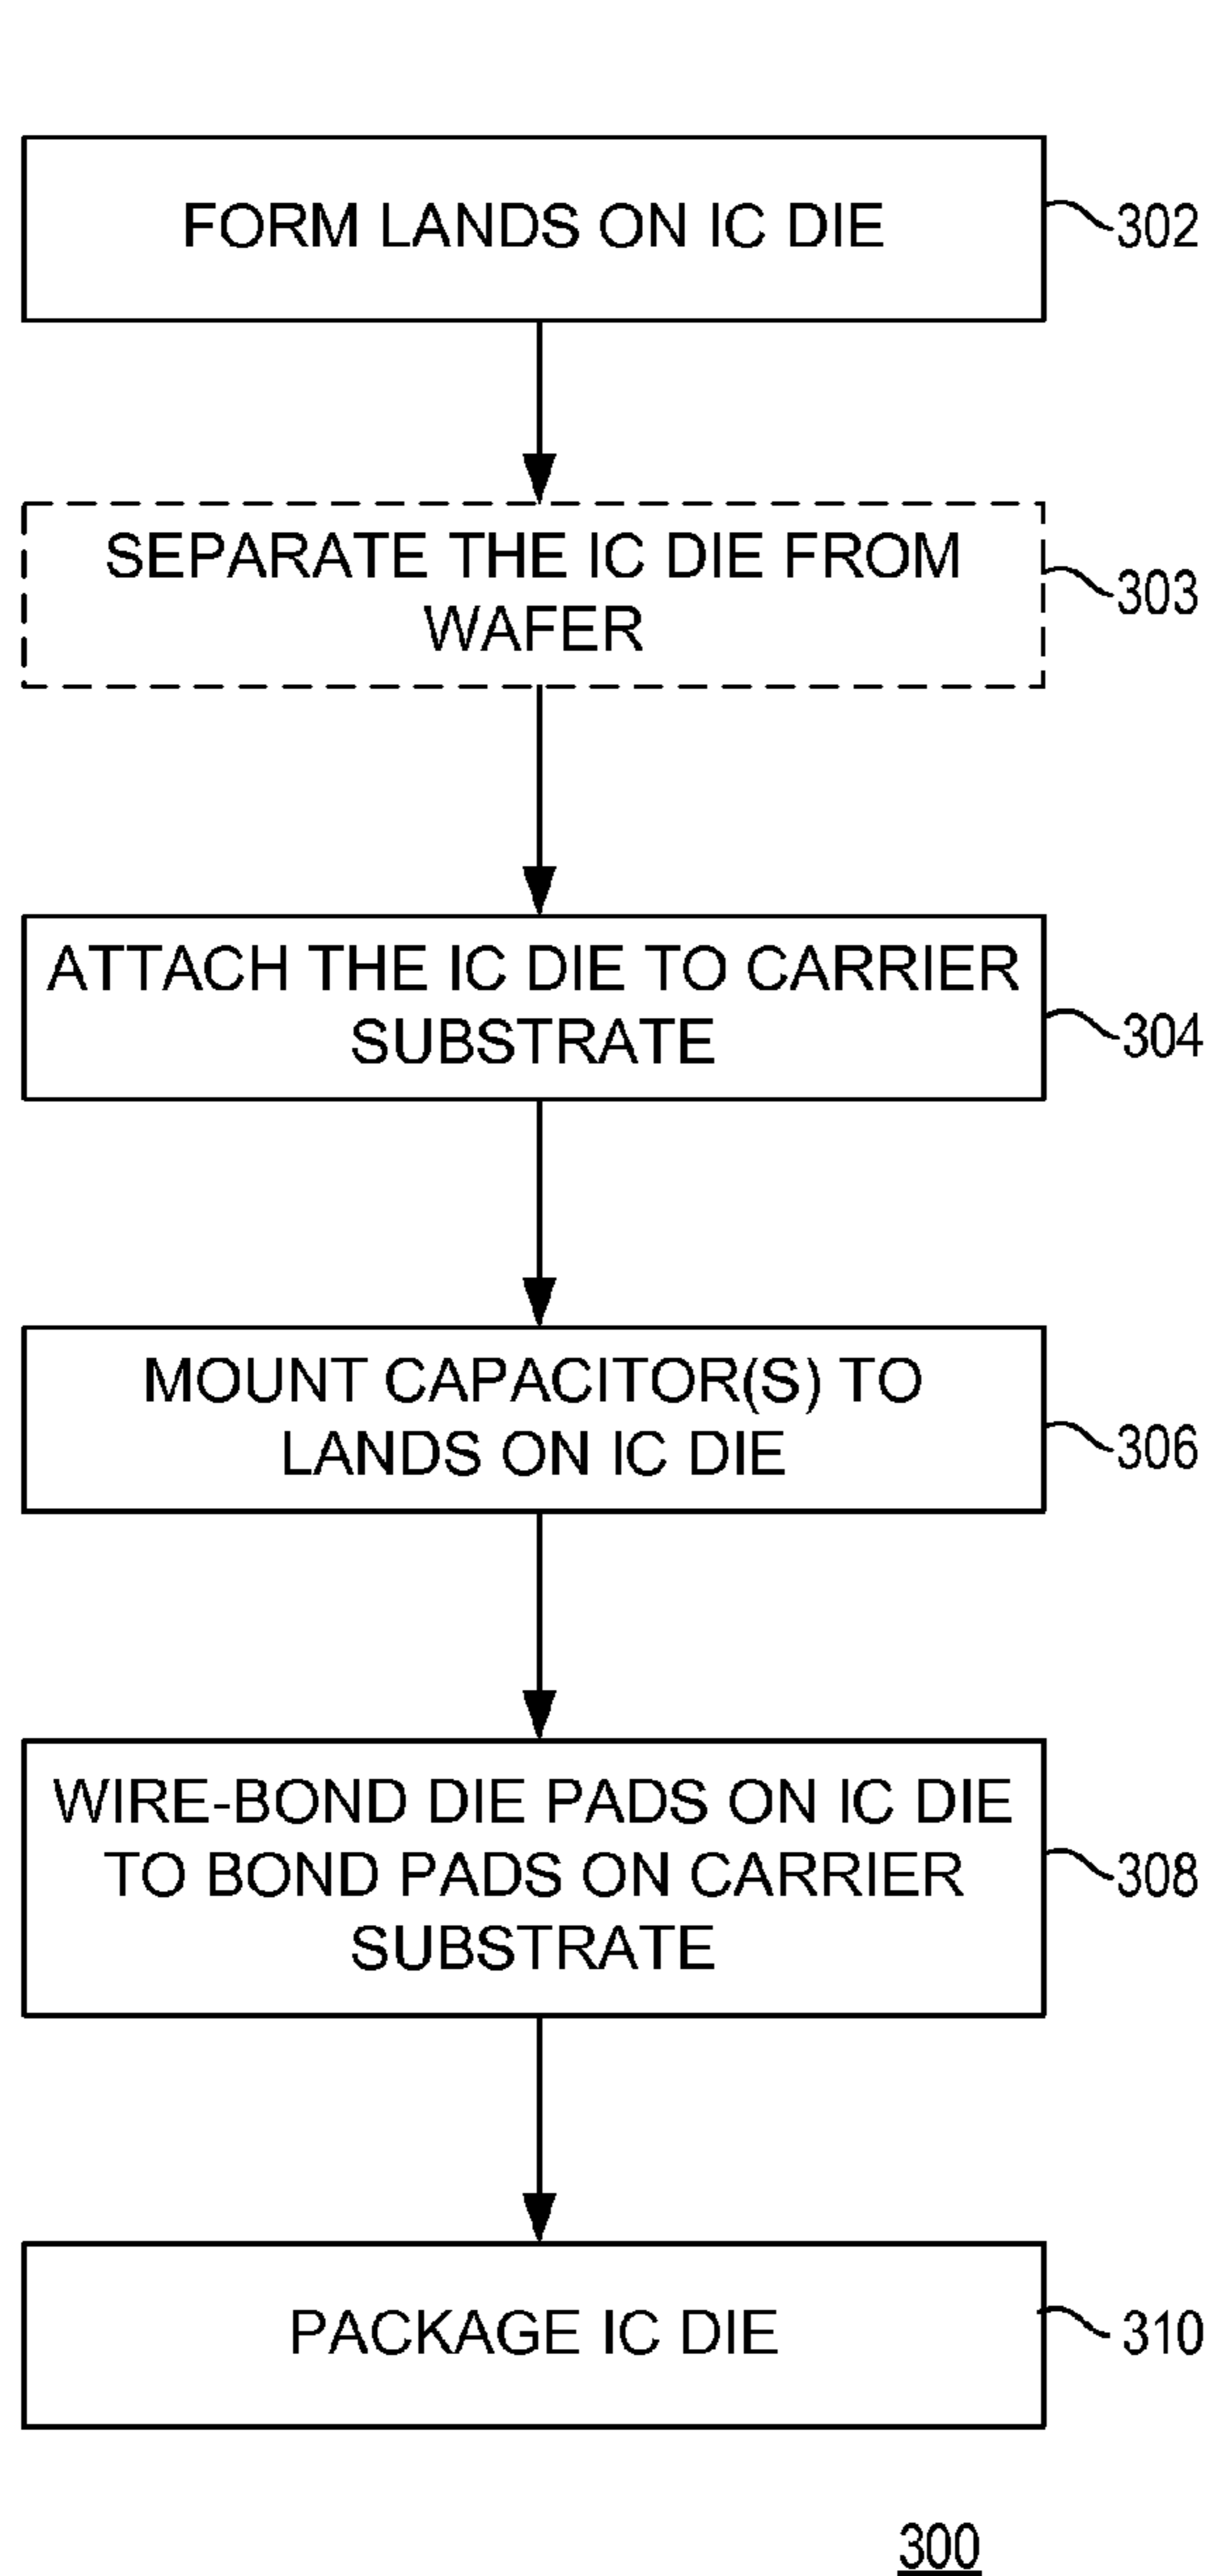 FORM LANDS ON IC DIE
302
SEPARATE THE IC DIE FROM
WAFER
303
ATTACH THE IC DIE TO CARRIER
SUBSTRATE
304
MOUNT CAPACITOR(S) TO
LANDS ON IC DIE
306
WIRE-BOND DIE PADS ON IC DIE
TO BOND PADS ON CARRIER
SUBSTRATE
308
PACKAGE IC DIE
310
300